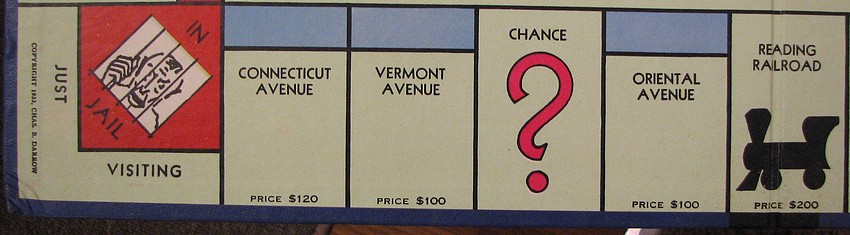 COPYRIGHT 1933, CHAS. B. DARROW
JUST
VISITING
IN
JAIL
CONNECTICUT
AVENUE
PRICE $120
VERMONT
AVENUE
PRICE $100
CHANCE
?
ORIENTAL
AVENUE
PRICE $100
READING
RAILROAD
PRICE $200